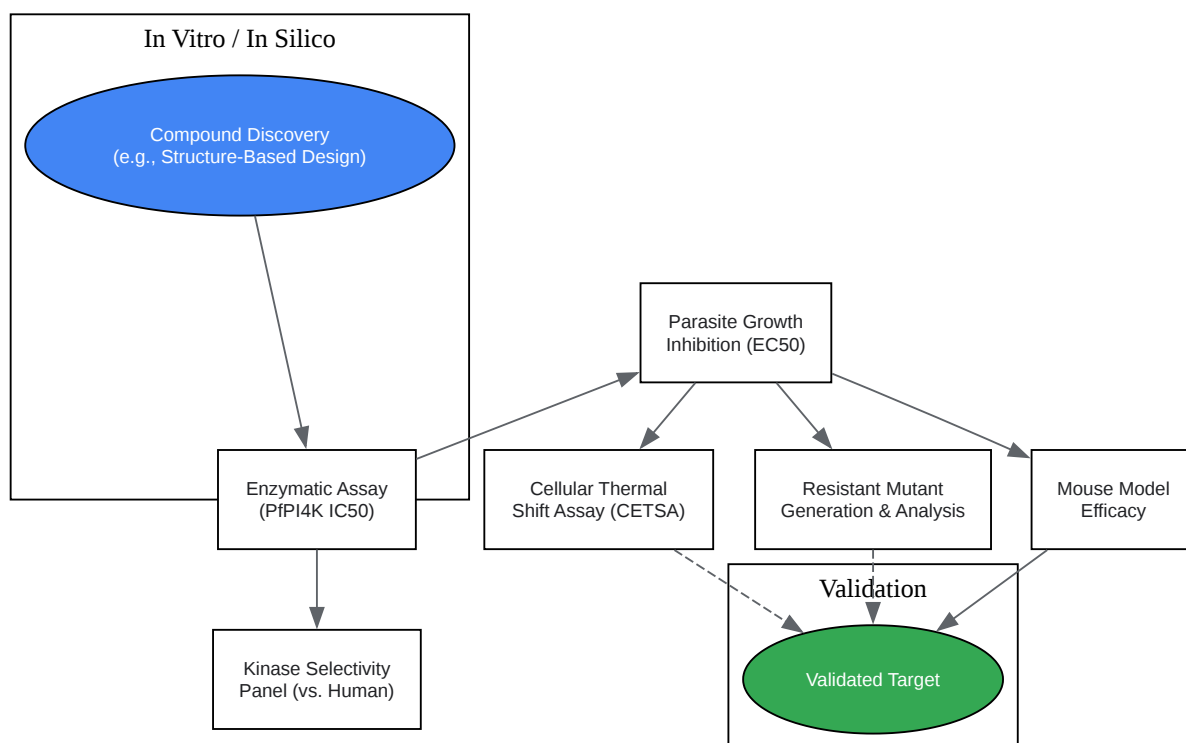 In Vitro / In Silico
Compound Discovery
(e.g., Structure-Based Design)
Parasite Growth
Inhibition (EC50)
Enzymatic Assay
(PfPI4K IC50)
Cellular Thermal
Shift Assay (CETSA)
Resistant Mutant
Generation & Analysis
Mouse Model
Efficacy
Validation
Kinase Selectivity
Panel (vs. Human)
Validated Target